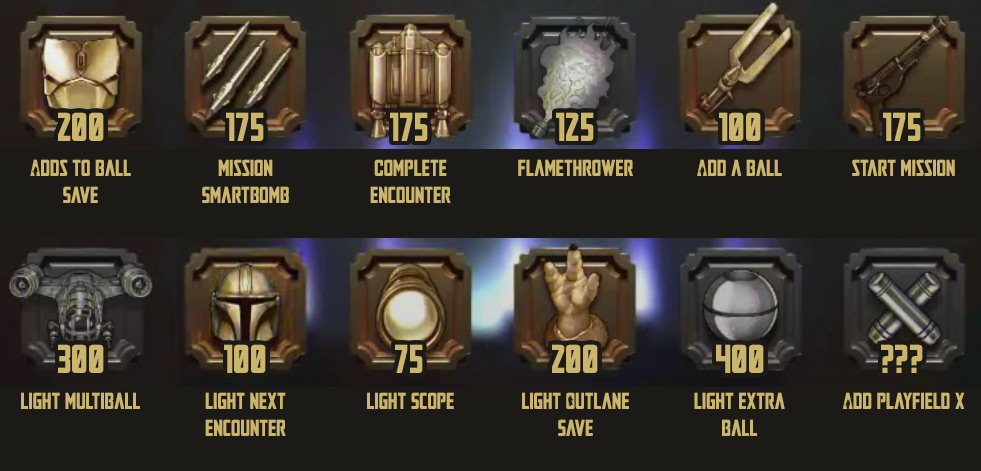 200 175 175 125 100 175
ADDS TO BALL SAVE
MISSION SMARTBOMB
COMPLETE ENCOUNTER
FLAMETHROWER
ADD A BALL
START MISSION
300 100 75 200 400 ???
LIGHT MULTIBALL
LIGHT NEXT ENCOUNTER
LIGHT SCOPE
LIGHT OUTLANE SAVE
LIGHT EXTRA BALL
ADD PLAYFIELD X